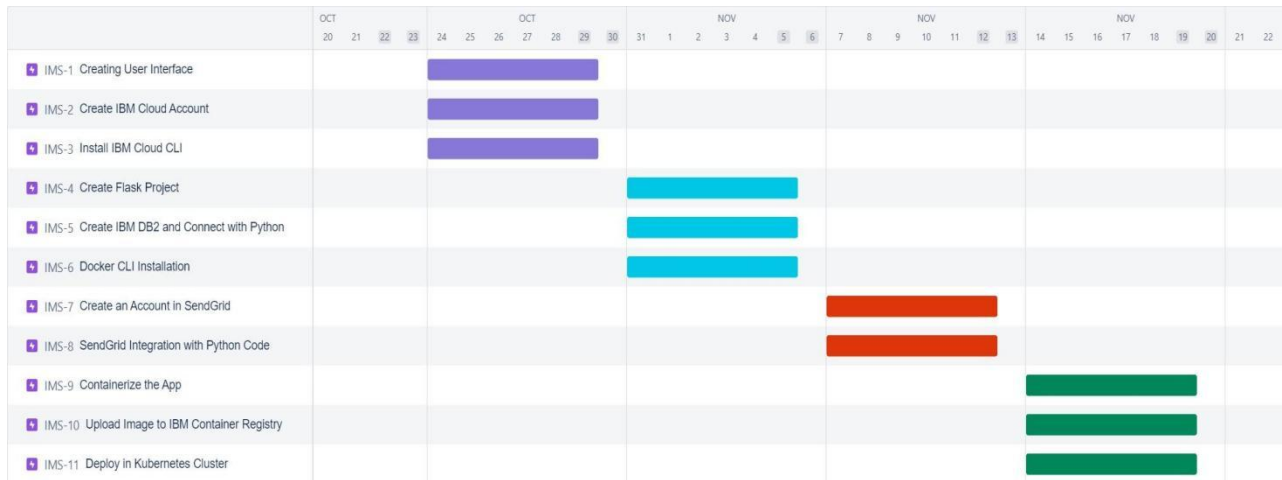 OCT OCT NOV NOV NOV
20 21 22 23 24 25 26 27 28 29 30 31 1 2 3 4 5 6 7 8 9 10 11 12 13 14 15 16 17 18 19 20 21 22
IMS-1 Creating User Interface
IMS-2 Create IBM Cloud Account
IMS-3 Install IBM Cloud CLI
IMS-4 Create Flask Project
IMS-5 Create IBM DB2 and Connect with Python
IMS-6 Docker CLI Installation
IMS-7 Create an Account in SendGrid
IMS-8 SendGrid Integration with Python Code
IMS-9 Containerize the App
IMS-10 Upload Image to IBM Container Registry
IMS-11 Deploy in Kubernetes Cluster